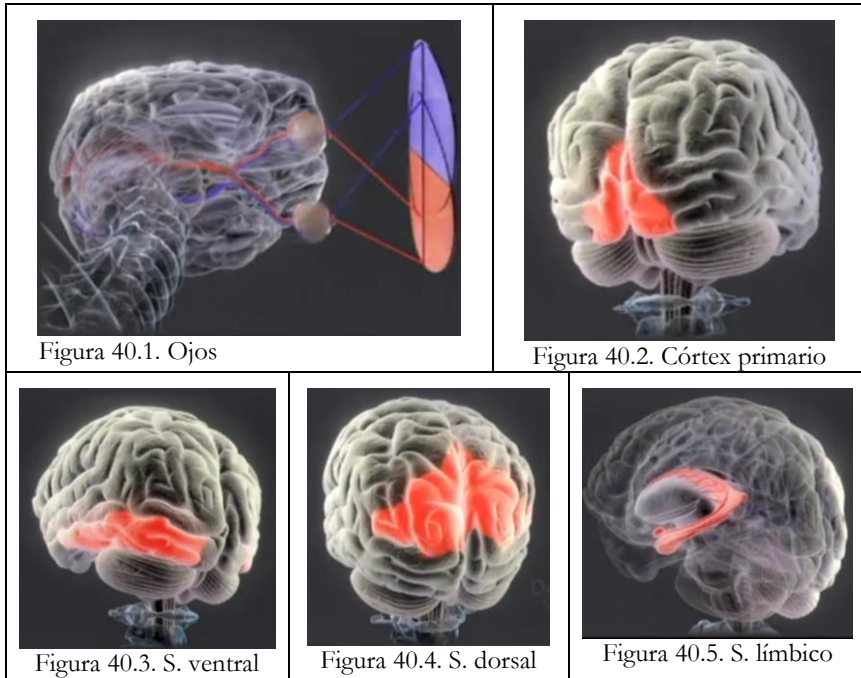 Figura 40.1. Ojos
Figura 40.2. Córtex primario
Figura 40.3. S. ventral
Figura 40.4. S. dorsal
Figura 40.5. S. límbico